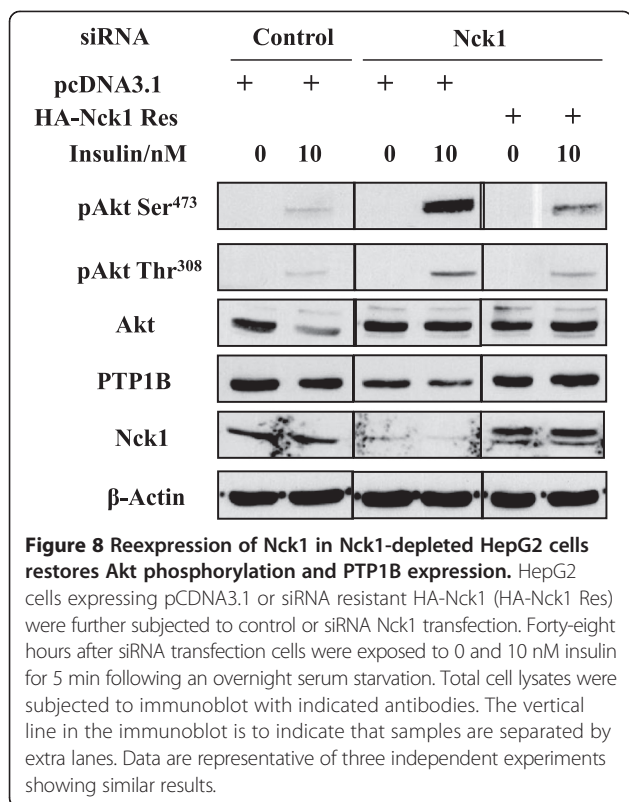 siRNA Control Nck1
pcDNA3.1 + + + +
HA-Nck1 Res + +
Insulin/nM 0 10 0 10 0 10
pAkt Ser473
pAkt Thr308
Akt
PTP1B
Nck1
β-Actin
Figure 8 Reexpression of Nck1 in Nck1-depleted HepG2 cells
restores Akt phosphorylation and PTP1B expression. HepG2
cells expressing pCDNA3.1 or siRNA resistant HA-Nck1 (HA-Nck1 Res)
were further subjected to control or siRNA Nck1 transfection. Forty-eight
hours after siRNA transfection cells were exposed to 0 and 10 nM insulin
for 5 min following an overnight serum starvation. Total cell lysates were
subjected to immunoblot with indicated antibodies. The vertical
line in the immunoblot is to indicate that samples are separated by
extra lanes. Data are representative of three independent experiments
showing similar results.